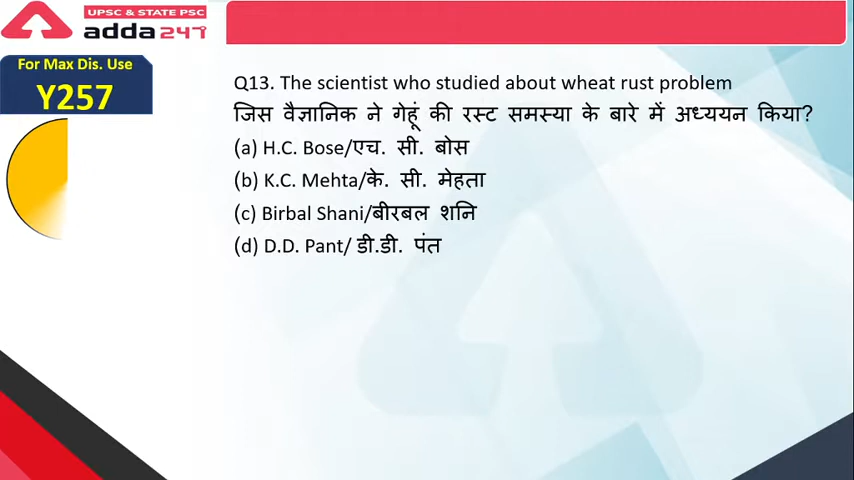 UPSC & STATE PSC
adda247
For Max Dis. Use
Y257
Q13. The scientist who studied about wheat rust problem
जिस वैज्ञानिक ने गेहूं की रस्ट समस्या के बारे में अध्ययन किया?
(a) H.C. Bose/एच. सी. बोस
(b) K.C. Mehta/के. सी. मेहता
(c) Birbal Shani/बीरबल शनि
(d) D.D. Pant/ डी.डी. पंत